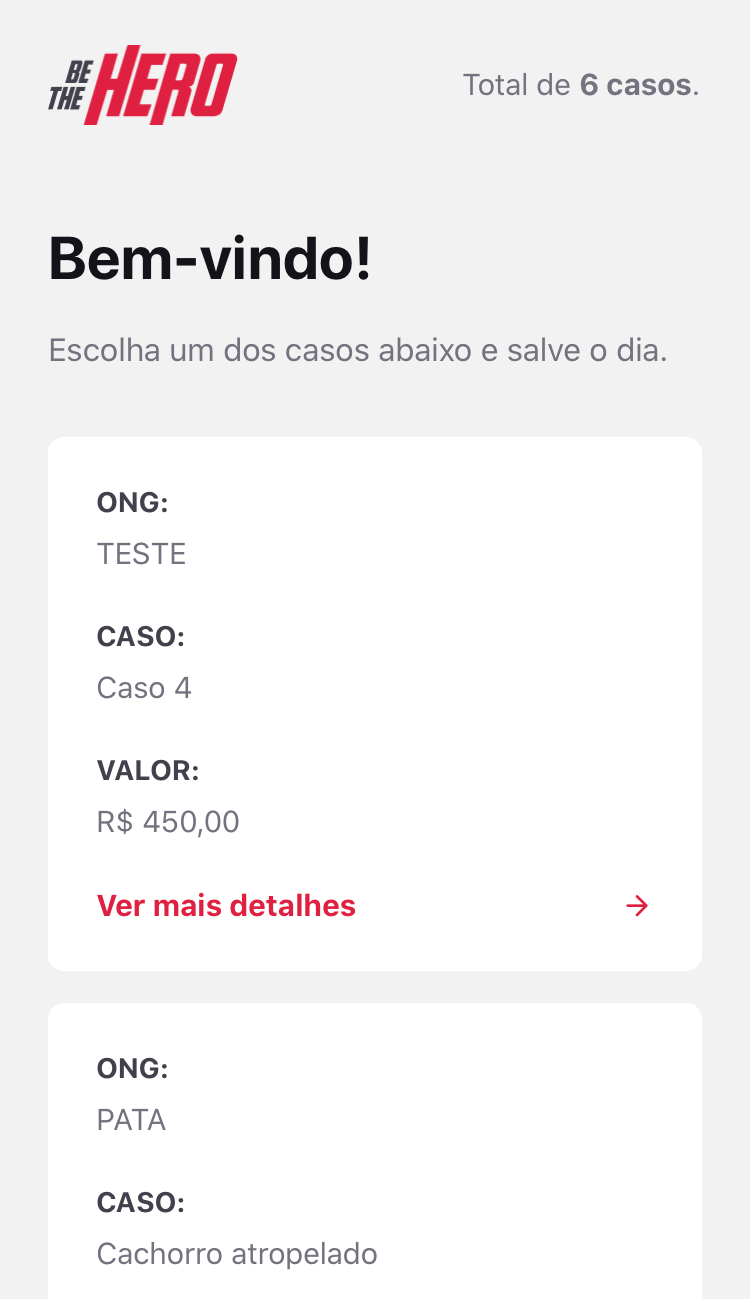 BE THE HERO
Total de 6 casos.
Bem-vindo!
Escolha um dos casos abaixo e salve o dia.
ONG:
TESTE
CASO:
Caso 4
VALOR:
R$ 450,00
Ver mais detalhes
ONG:
PATA
CASO:
Cachorro atropelado